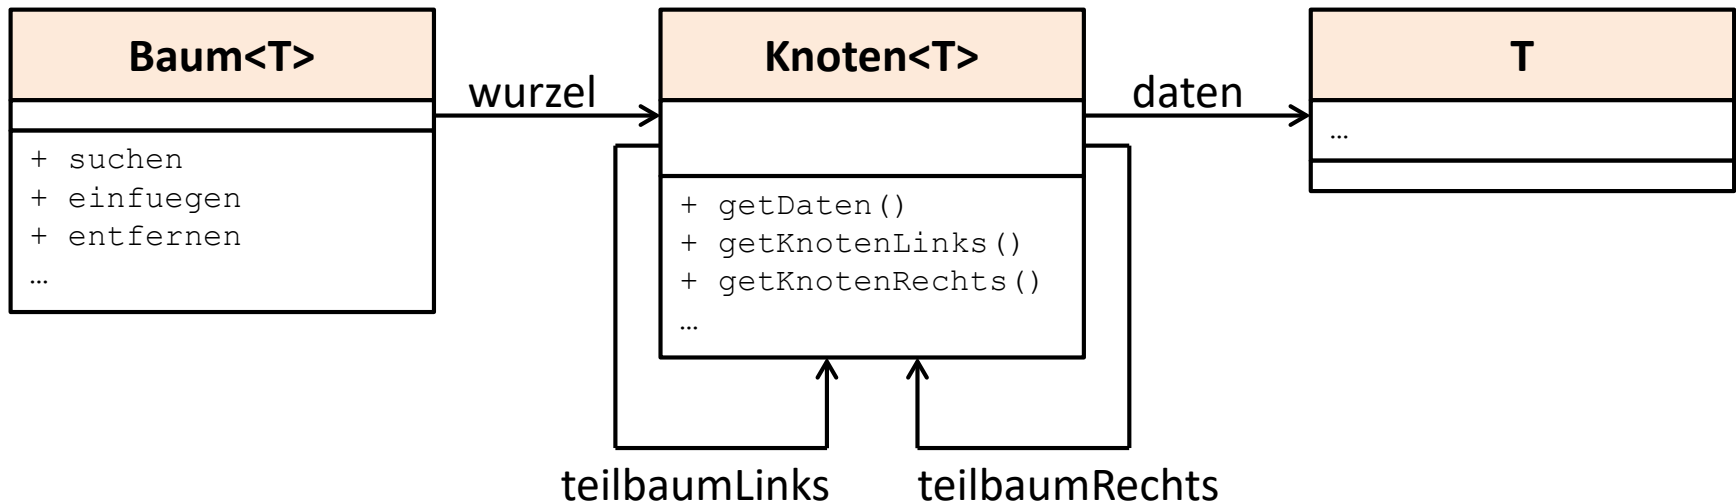 Baum<T>
+ suchen
+ einfuegen
+ entfernen
…
wurzel
Knoten<T>
+ getDaten()
+ getKnotenLinks()
+ getKnotenRechts()
…
daten
T
…
teilbaumLinks
teilbaumRechts